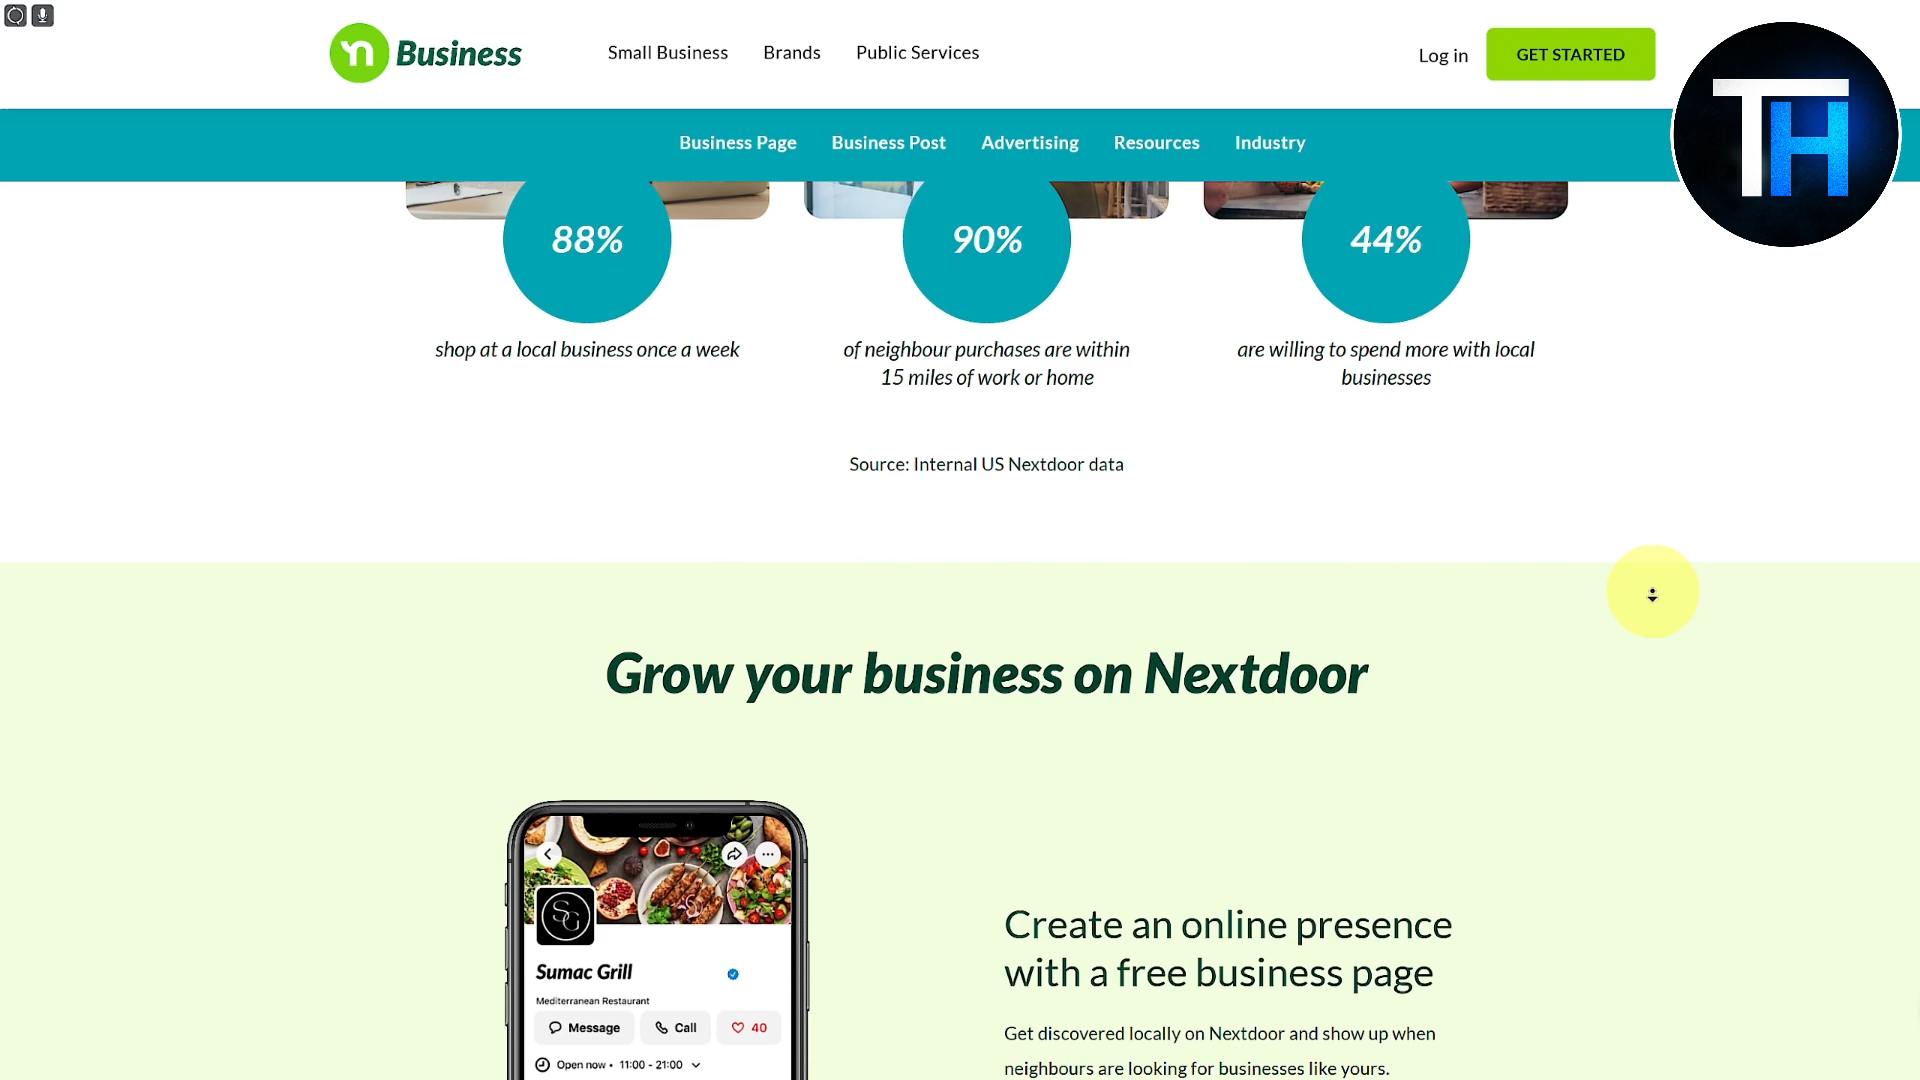 Business
Small Business
Brands
Public Services
Log in
GET STARTED
TH
Business Page
Business Post
Advertising
Resources
Industry
88%
90%
44%
shop at a local business once a week
of neighbour purchases are within
15 miles of work or home
are willing to spend more with local
businesses
Source: Internal US Nextdoor data
Grow your business on Nextdoor
SG
Sumac Grill
Mediterranean Restaurant
Message
Call
40
Open now • 11:00 - 21:00
Create an online presence
with a free business page
Get discovered locally on Nextdoor and show up when
neighbours are looking for businesses like yours.